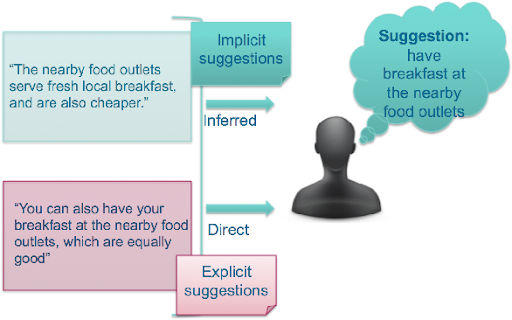 Implicit
suggestions
“The nearby food outlets
serve fresh local breakfast,
and are also cheaper.”
Inferred
Suggestion:
have
breakfast at
the nearby
food outlets
“You can also have your
breakfast at the nearby food
outlets, which are equally
good”
Direct
Explicit
suggestions